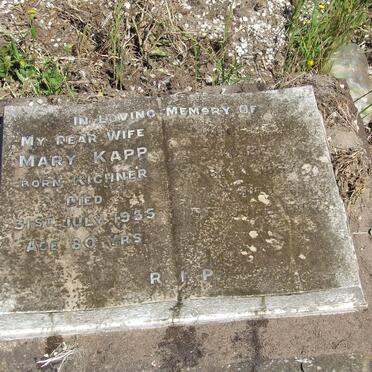 IN LOVING MEMORY OF
MY DEAR WIFE
MARY KAPP
BORN KICHNER
DIED
31ST JULY 1955
AGE 80 YRS
R.I.P